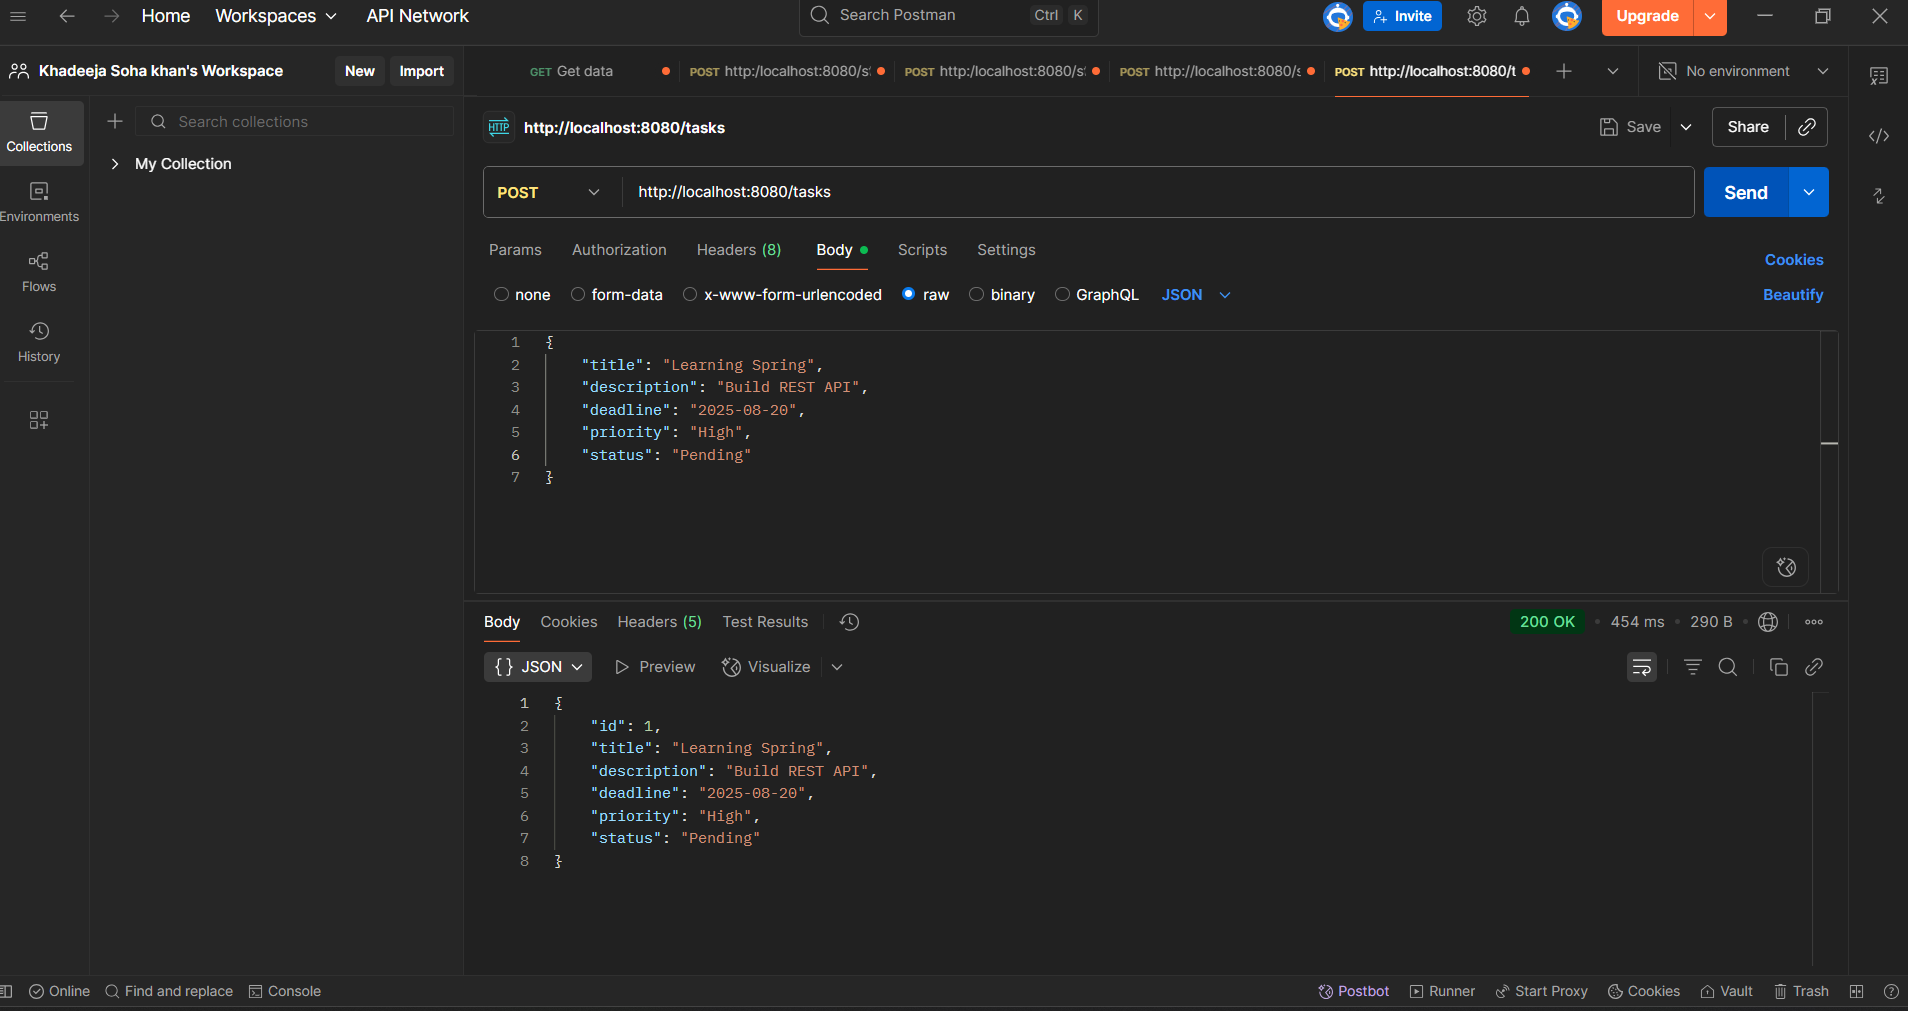 Home Workspaces API Network Search Postman Ctrl K Invite Upgrade
Khadeeja Soha khan's Workspace New Import GET Get data POST http:/localhost:8080/s POST http:/localhost:8080/s POST http://localhost:8080/s POST http://localhost:8080/t No environment
Collections
Search collections
My Collection
Environments
Flows
History
HTTP http://localhost:8080/tasks Save Share
POST http://localhost:8080/tasks Send
Params Authorization Headers (8) Body Scripts Settings Cookies
none form-data x-www-form-urlencoded raw binary GraphQL JSON Beautify
1 {
2 "title": "Learning Spring",
3 "description": "Build REST API",
4 "deadline": "2025-08-20",
5 "priority": "High",
6 "status": "Pending"
7 }
Body Cookies Headers (5) Test Results 200 OK • 454 ms • 290 B
{} JSON Preview Visualize
1 {
2 "id": 1,
3 "title": "Learning Spring",
4 "description": "Build REST API",
5 "deadline": "2025-08-20",
6 "priority": "High",
7 "status": "Pending"
8 }
Online Find and replace Console Postbot Runner Start Proxy Cookies Vault Trash